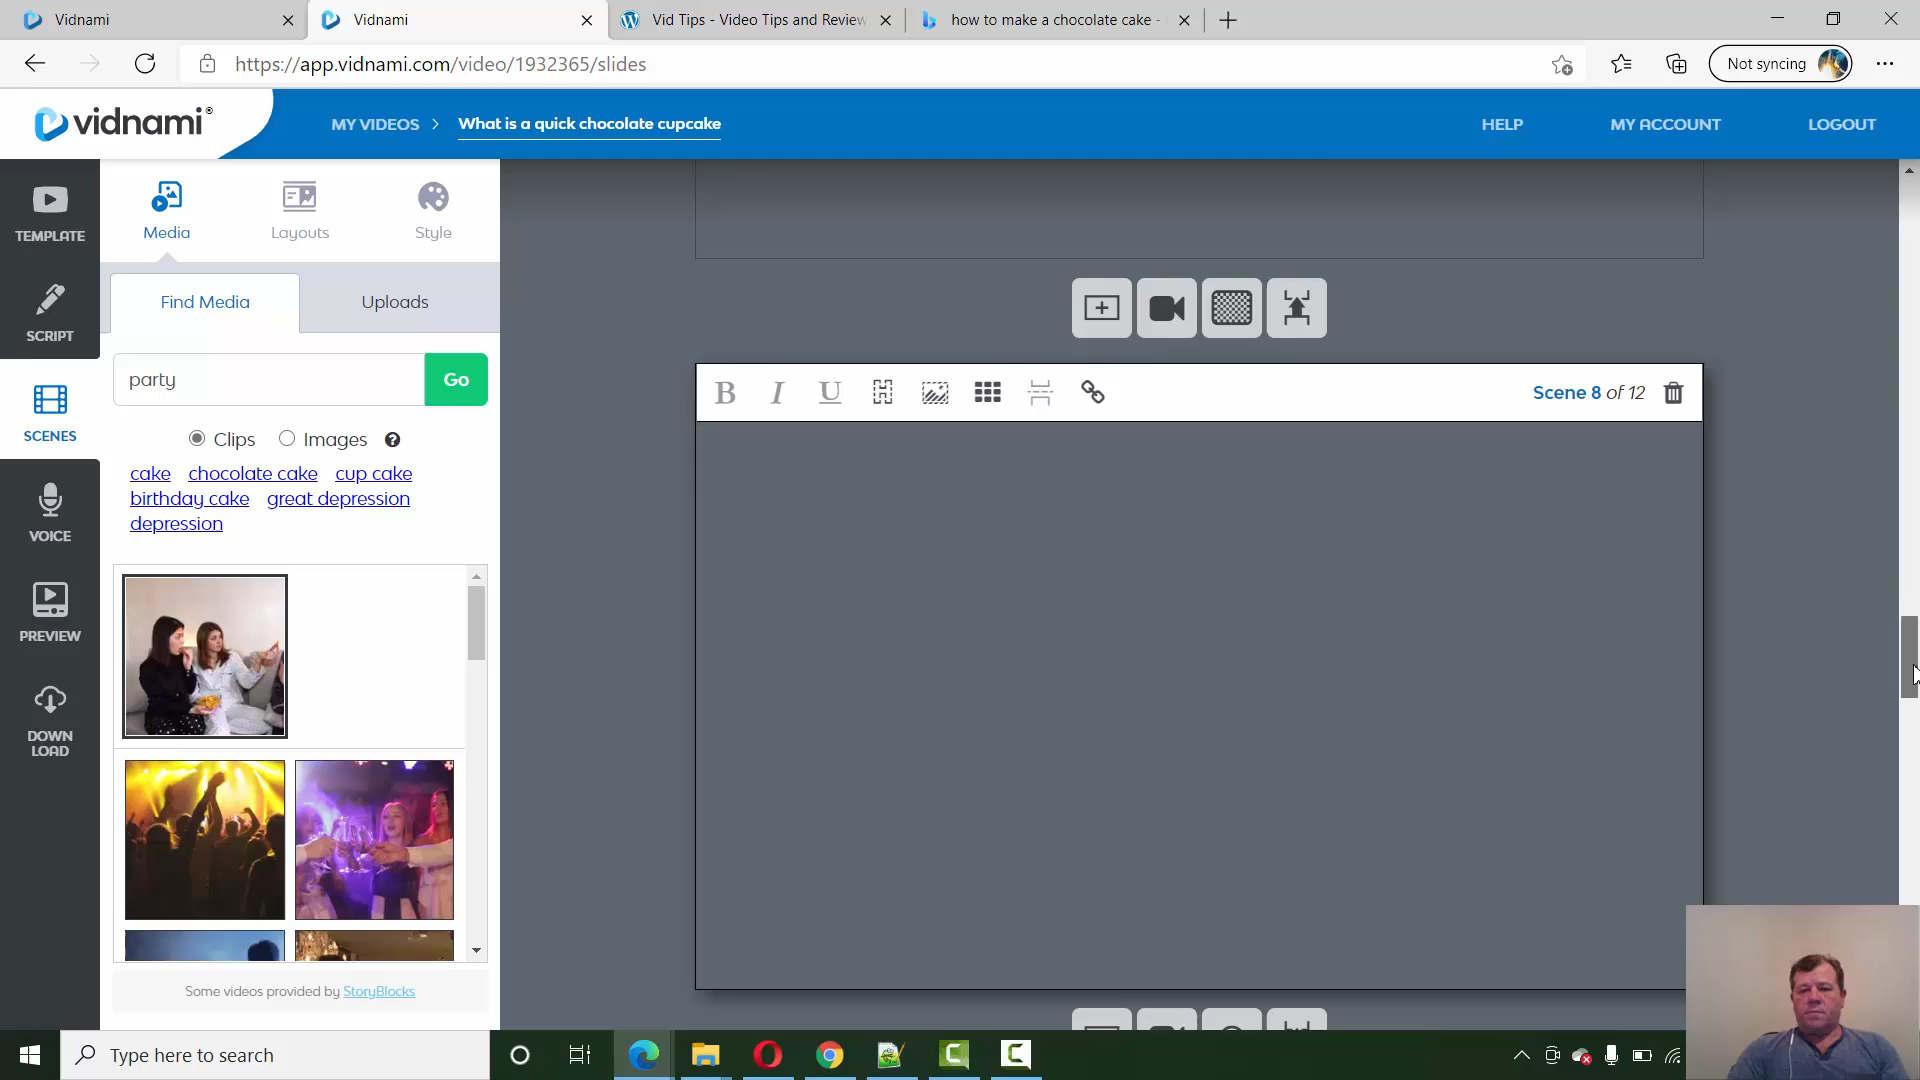 Vidnami
Vidnami
Vid Tips - Video Tips and Review
how to make a chocolate cake -
https://app.vidnami.com/video/1932365/slides
Not syncing
vidnami®
MY VIDEOS > What is a quick chocolate cupcake
HELP
MY ACCOUNT
LOGOUT
TEMPLATE
SCRIPT
SCENES
VOICE
PREVIEW
DOWN
LOAD
Media
Layouts
Style
Find Media
Uploads
party
Go
Clips
Images
cake chocolate cake cup cake
birthday cake great depression
depression
Some videos provided by StoryBlocks
B I U
Scene 8 of 12
Type here to search